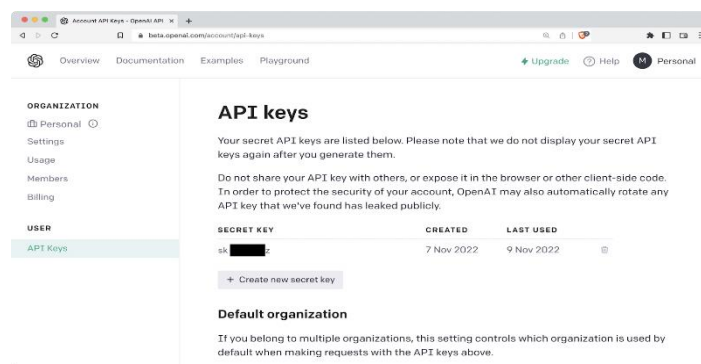 Account API Keys - OpenAI API
beta.openai.com/account/api-keys
Overview Documentation Examples Playground
Upgrade Help M Personal
ORGANIZATION
Personal
Settings
Usage
Members
Billing
USER
API Keys
API keys
Your secret API keys are listed below. Please note that we do not display your secret API
keys again after you generate them.
Do not share your API key with others, or expose it in the browser or other client-side code.
In order to protect the security of your account, OpenAI may also automatically rotate any
API key that we've found has leaked publicly.
SECRET KEY CREATED LAST USED
sk z 7 Nov 2022 9 Nov 2022
+ Create new secret key
Default organization
If you belong to multiple organizations, this setting controls which organization is used by
default when making requests with the API keys above.